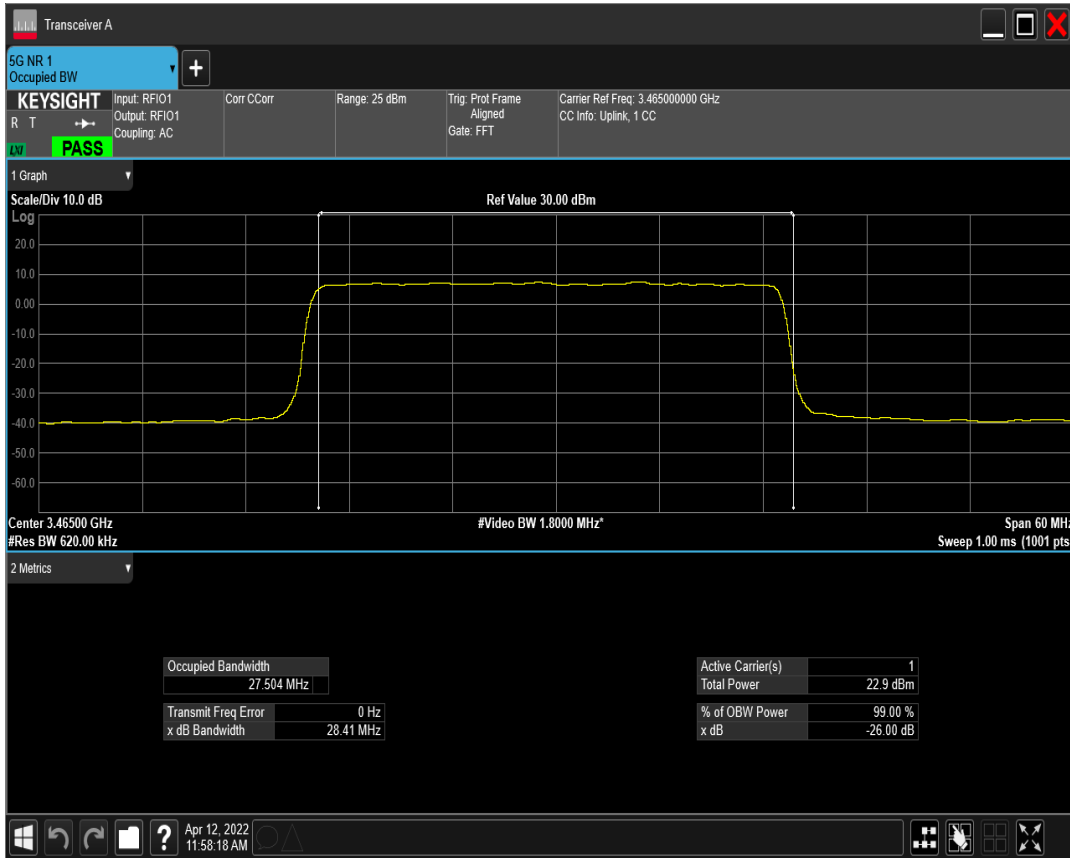 Transceiver A
5G NR 1
Occupied BW
+
KEYSIGHT
R T
LXI
PASS
Input: RFIO1
Output: RFIO1
Coupling: AC
Corr CCorr
Range: 25 dBm
Trig: Prot Frame
Aligned
Gate: FFT
Carrier Ref Freq: 3.465000000 GHz
CC Info: Uplink, 1 CC
1 Graph
Scale/Div 10.0 dB
Ref Value 30.00 dBm
Log
20.0
10.0
0.00
-10.0
-20.0
-30.0
-40.0
-50.0
-60.0
Center 3.46500 GHz
#Video BW 1.8000 MHz*
Span 60 MHz
#Res BW 620.00 kHz
Sweep 1.00 ms (1001 pts
2 Metrics
Occupied Bandwidth
27.504 MHz
Transmit Freq Error 0 Hz
x dB Bandwidth 28.41 MHz
Active Carrier(s) 1
Total Power 22.9 dBm
% of OBW Power 99.00 %
x dB -26.00 dB
?
Apr 12, 2022
11:58:18 AM